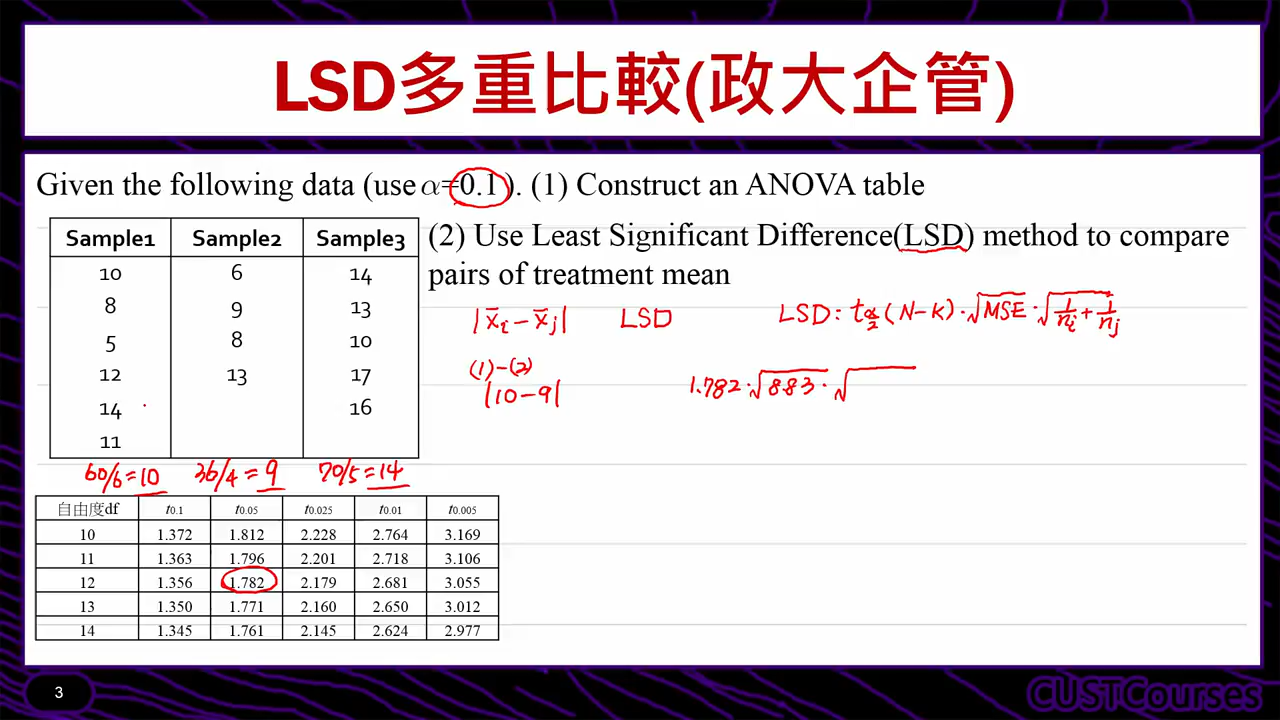 LSD多重比較(政大企管)
Given the following data (use α=0.1 ). (1) Construct an ANOVA table
(2) Use Least Significant Difference(LSD) method to compare
pairs of treatment mean
Sample1 Sample2 Sample3
10 6 14
8 9 13
5 8 10
12 13 17
14 16
11
60/6=10 36/4=9 70/5=14
|x̄i-x̄j| LSD LSD: tα/2(N-K)·√MSE·√1/ni+1/nj
(1)-(2)
|10-9| 1.782·√8.83·√
自由度df t0.1 t0.05 t0.025 t0.01 t0.005
10 1.372 1.812 2.228 2.764 3.169
11 1.363 1.796 2.201 2.718 3.106
12 1.356 1.782 2.179 2.681 3.055
13 1.350 1.771 2.160 2.650 3.012
14 1.345 1.761 2.145 2.624 2.977
3
CUSTCourses